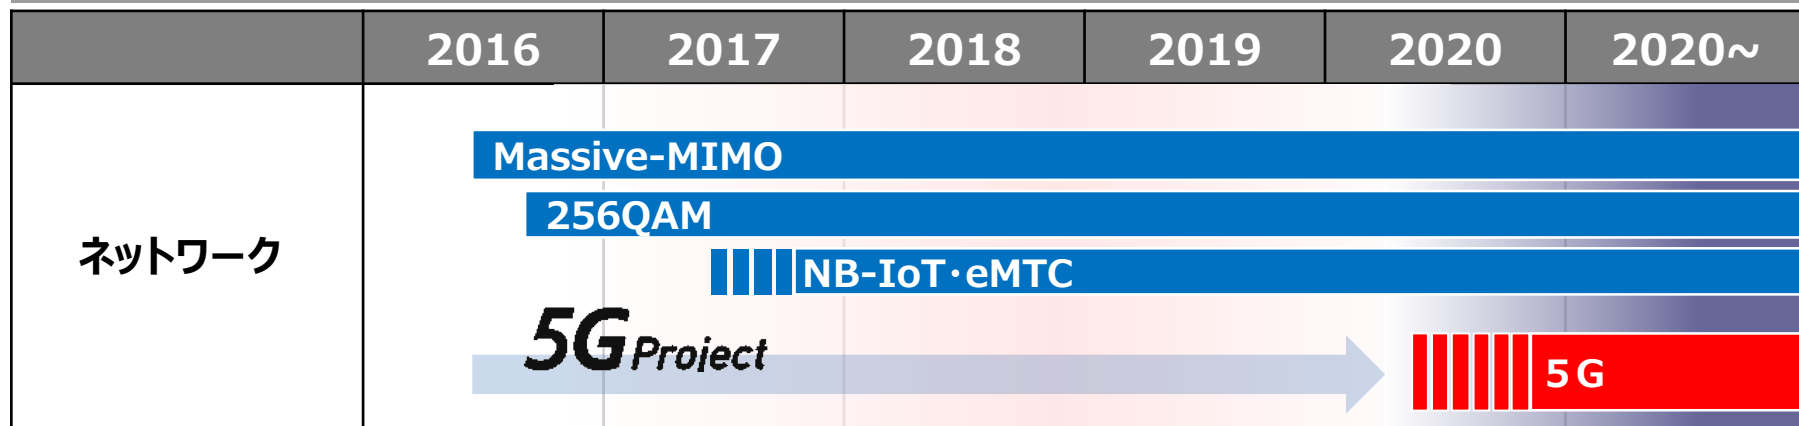 2016 2017 2018 2019 2020 2020~
Massive-MIMO
256QAM
ネットワーク
NB-IoT・eMTC
5G Project
5G